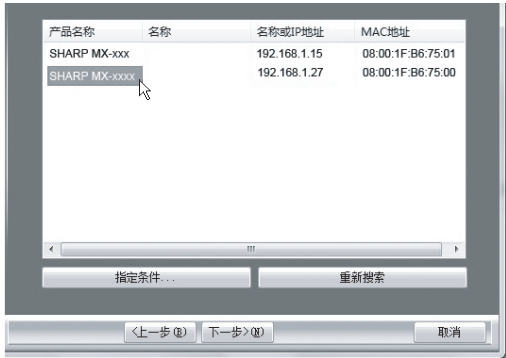 产品名称 名称 名称或IP地址 MAC地址
SHARP MX-xxx 192.168.1.15 08:00:1F:B6:75:01
SHARP MX-xxxx 192.168.1.27 08:00:1F:B6:75:00
指定条件... 重新搜索
<上一步(B) 下一步>(N) 取消